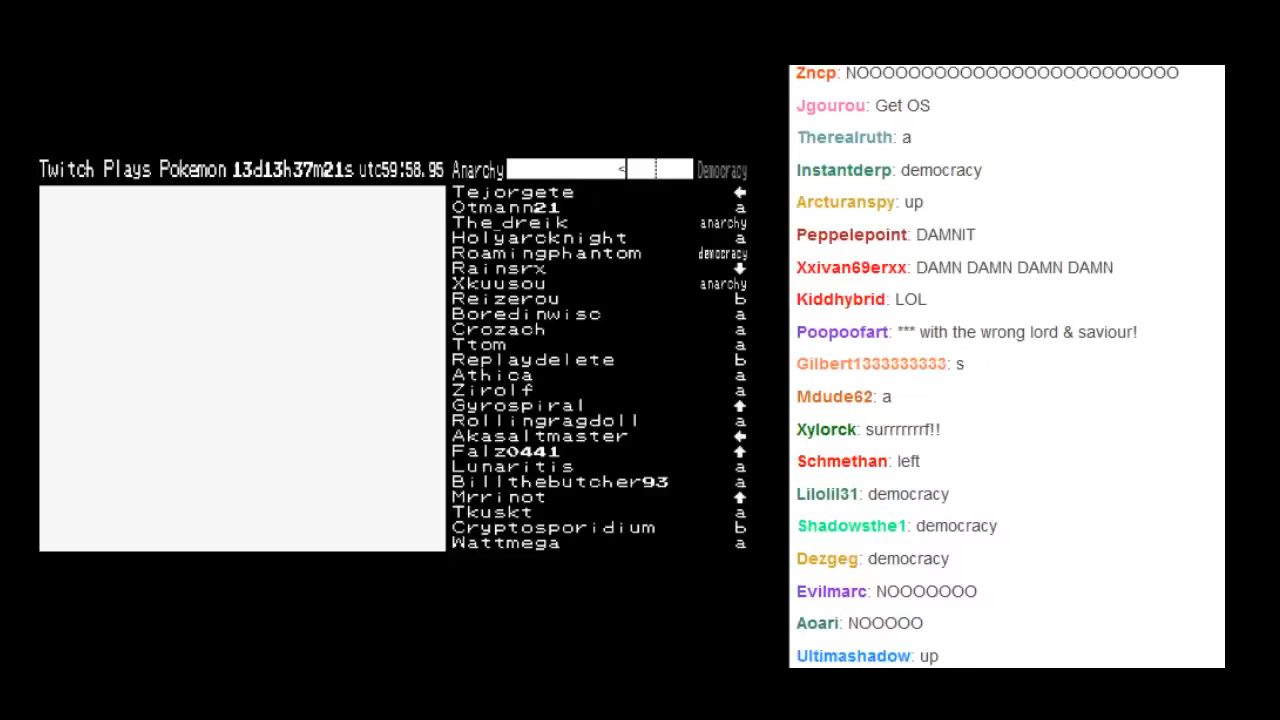 Twitch Plays Pokemon 13d13h37m21s utc59:58.95 Anarchy < Democracy
Tejorgete ←
Otmann21 a
The_dreik anarchy
Holyarcknight a
Roamingphantom democracy
Rainsrx ↓
Xkuusou anarchy
Reizerou b
Boredinwisc a
Crozach a
Ttom a
Replaydelete b
Athica a
Zirolf a
Gyrospiral ↑
Rollingragdoll a
Akasaltmaster ←
Falz0441 ↑
Lunaritis a
Billthebutcher93 a
Mrrinot ↑
Tkuskt a
Cryptosporidium b
Wattmega a
Zncp: NOOOOOOOOOOOOOOOOOOOOOOOOOO
Jgourou: Get OS
Therealruth: a
Instantderp: democracy
Arcturanspy: up
Peppelepoint: DAMNIT
Xxivan69erxx: DAMN DAMN DAMN DAMN
Kiddhybrid: LOL
Poopoofart: *** with the wrong lord & saviour!
Gilbert1333333333: s
Mdude62: a
Xylorck: surrrrrrrf!!
Schmethan: left
Lilolil31: democracy
Shadowsthe1: democracy
Dezgeg: democracy
Evilmarc: NOOOOOOO
Aoari: NOOOOO
Ultimashadow: up